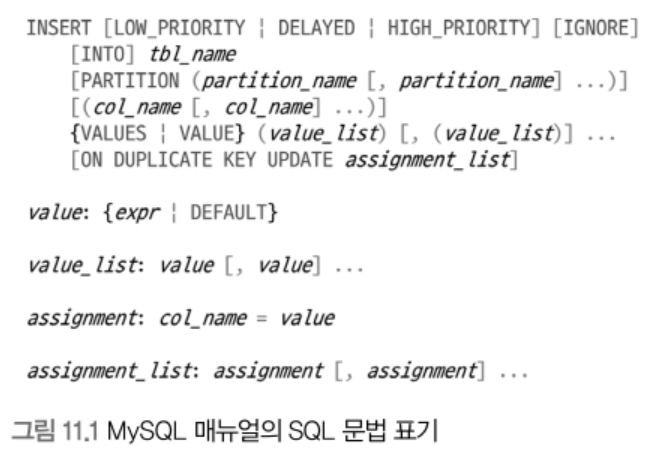 INSERT [LOW_PRIORITY ¦ DELAYED ¦ HIGH_PRIORITY] [IGNORE]
[INTO] tbl_name
[PARTITION (partition_name [, partition_name] ...)]
[(col_name [, col_name] ...)]
{VALUES ¦ VALUE} (value_list) [, (value_list)] ...
[ON DUPLICATE KEY UPDATE assignment_list]
value: {expr ¦ DEFAULT}
value_list: value [, value] ...
assignment: col_name = value
assignment_list: assignment [, assignment] ...
그림 11.1 MySQL 매뉴얼의 SQL 문법 표기